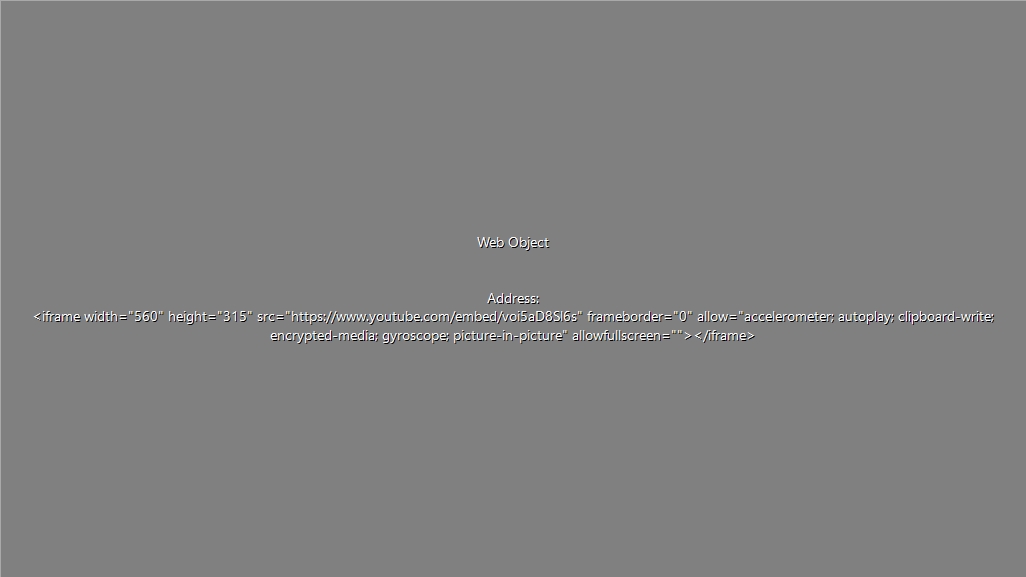 Web Object
Address:
<iframe width="560" height="315" src="https://www.youtube.com/embed/voi5aD8Sl6s" frameborder="0" allow="accelerometer; autoplay; clipboard-write;
encrypted-media; gyroscope; picture-in-picture" allowfullscreen=""></iframe>